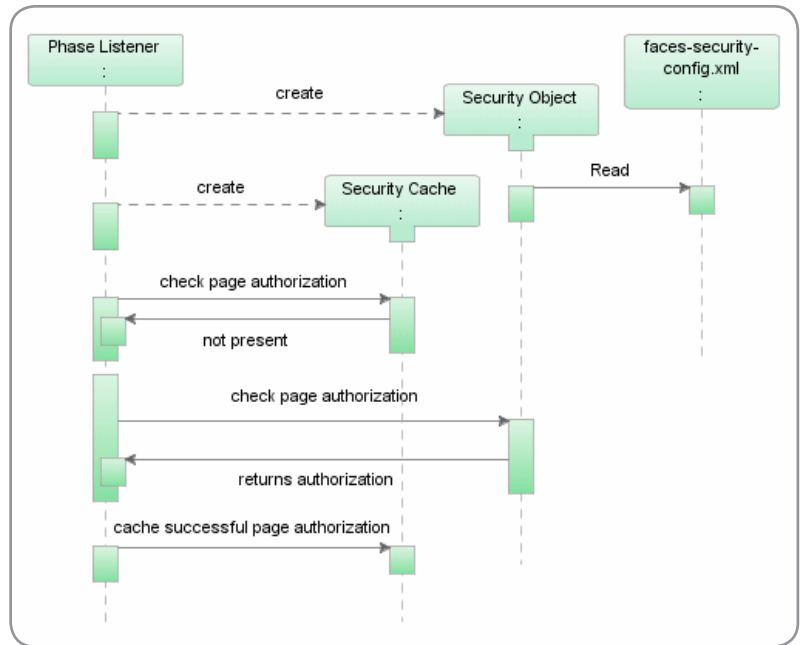 Phase Listener
:
faces-security-
config.xml
:
create
Security Object
:
Read
create
Security Cache
:
check page authorization
not present
check page authorization
returns authorization
cache successful page authorization